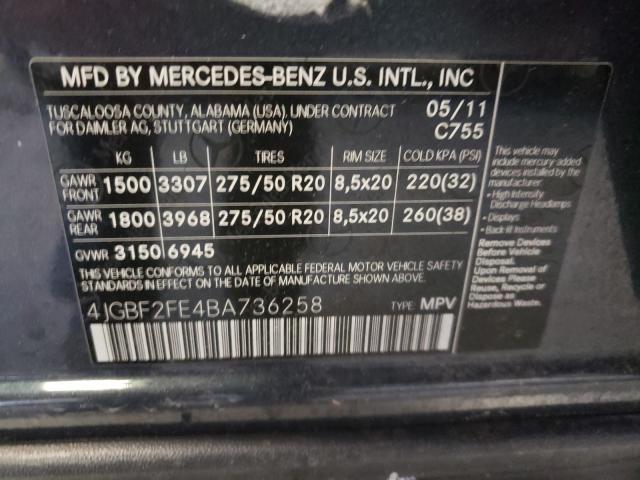 MFD BY MERCEDES-BENZ U.S. INTL., INC
TUSCALOOSA COUNTY, ALABAMA (USA), UNDER CONTRACT 05/11
FOR DAIMLER AG, STUTTGART (GERMANY) C755
KG LB TIRES RIM SIZE COLD KPA (PSI)
GAWR FRONT 1500 3307 275/50 R20 8,5x20 220(32)
GAWR REAR 1800 3968 275/50 R20 8,5x20 260(38)
GVWR 3150 6945
THIS VEHICLE CONFORMS TO ALL APPLICABLE FEDERAL MOTOR VEHICLE SAFETY
STANDARDS IN EFFECT ON THE DATE OF MANUFACTURE SHOWN ABOVE.
4JGBF2FE4BA736258 TYPE: MPV
This vehicle may
include mercury-added
devices installed by the
manufacturer:
- High Intensity
Discharge Headlamps
- Displays
- Back-lit Instruments
Remove Devices
Before Vehicle
Disposal.
Upon Removal,
Reuse, Recycle or
Dispose as
Hazardous Waste.